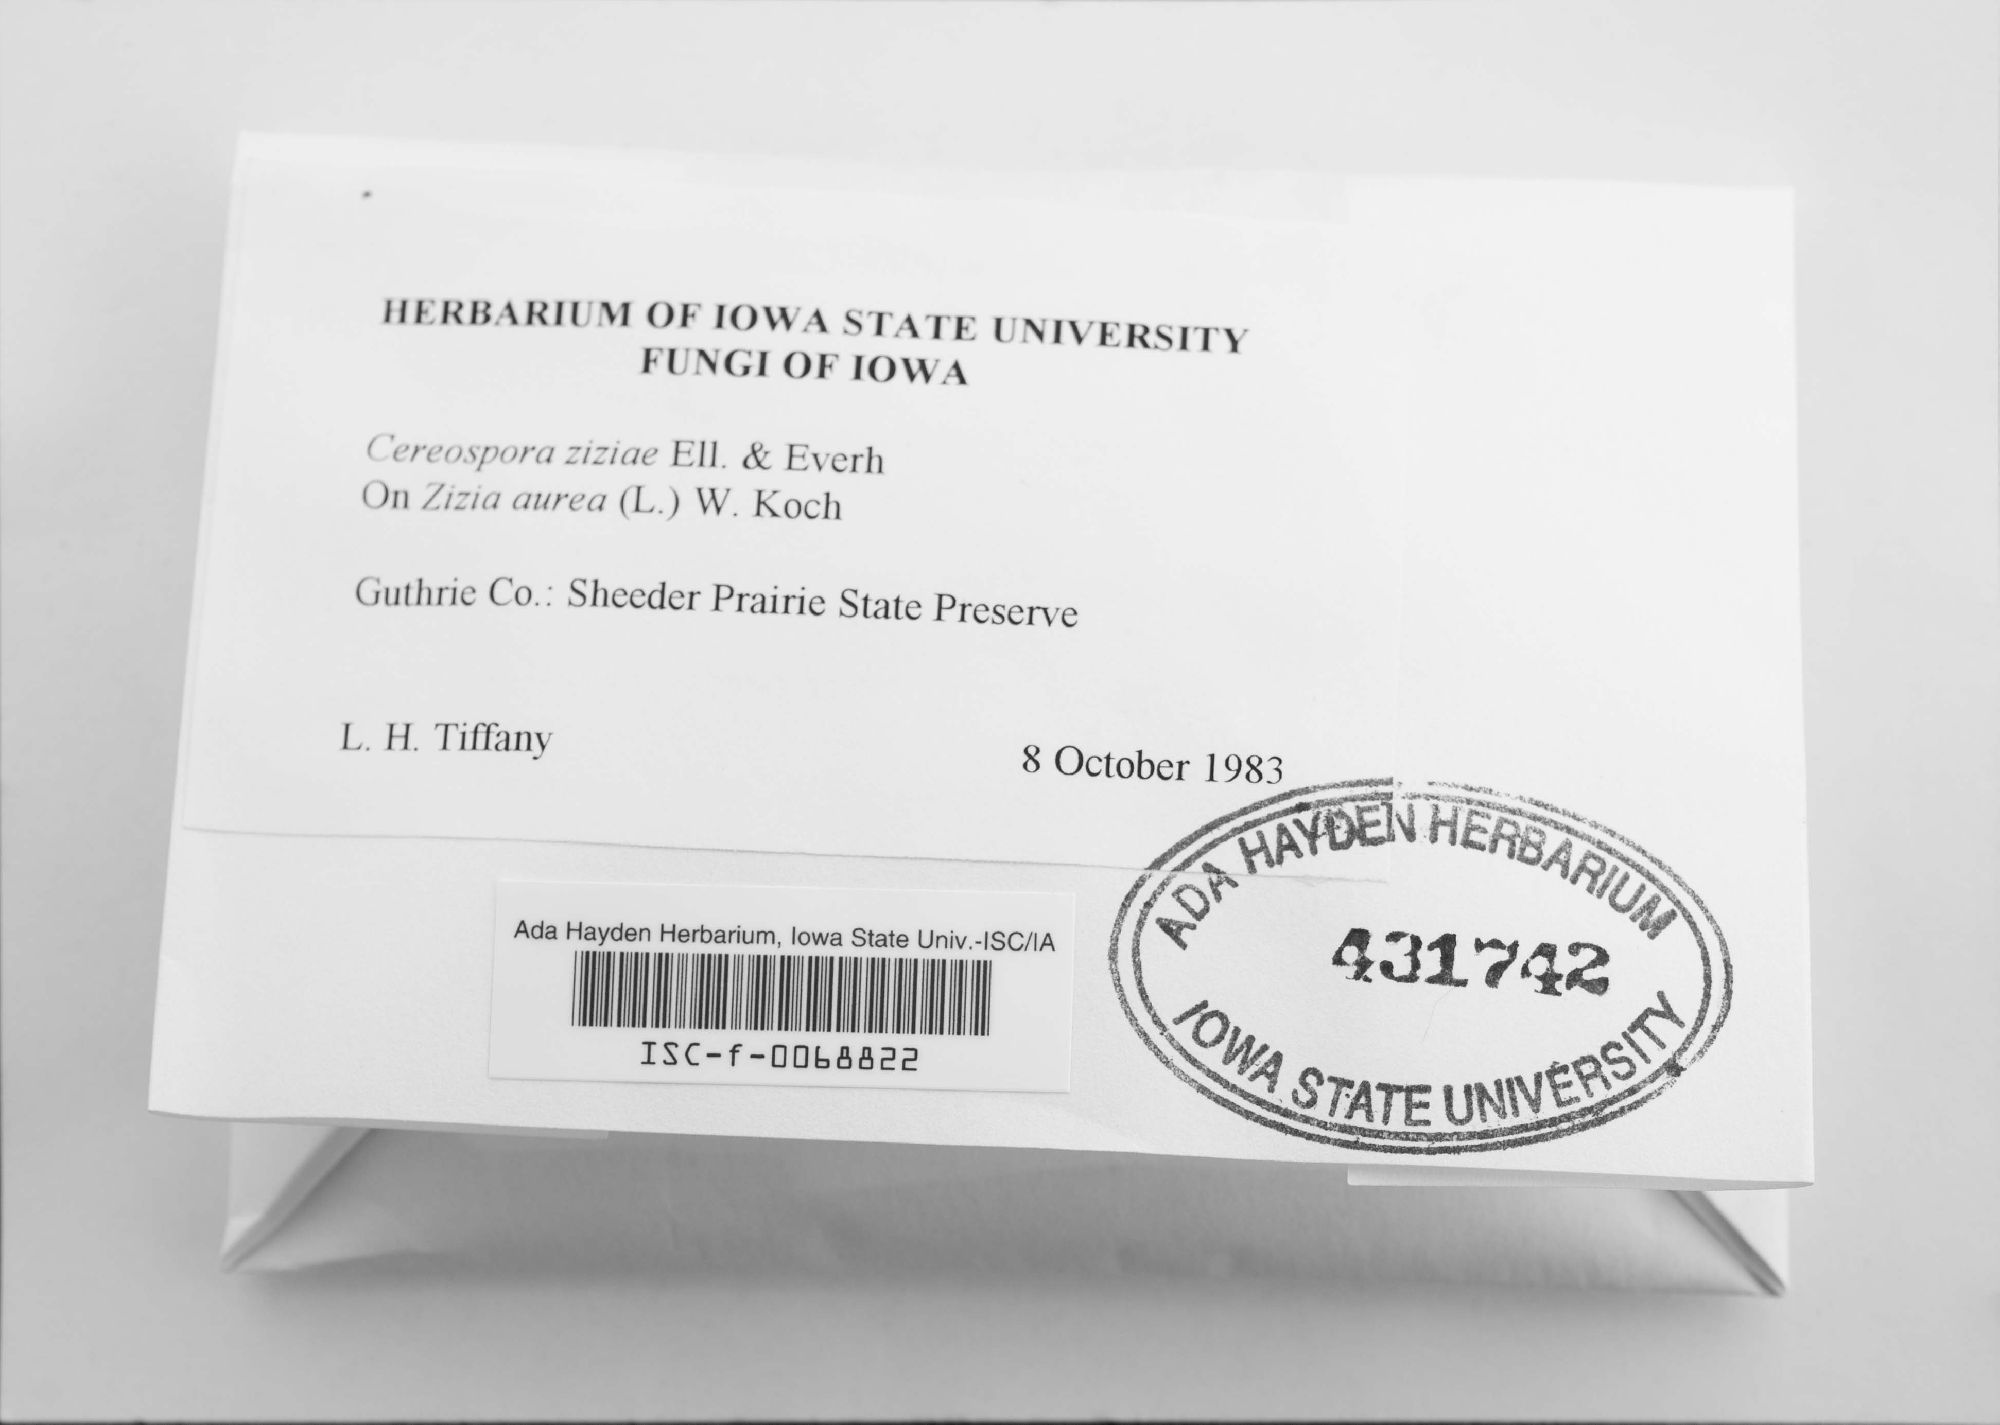 HERBARIUM OF IOWA STATE UNIVERSITY
FUNGI OF IOWA
Cereospora ziziae Ell. & Everh
On Zizia aurea (L.) W. Koch
Guthrie Co.: Sheeder Prairie State Preserve
L. H. Tiffany
8 October 1983
Ada Hayden Herbarium, Iowa State Univ.-ISC/IA
ISC-f-0068822
ADA HAYDEN HERBARIUM
431742
IOWA STATE UNIVERSITY